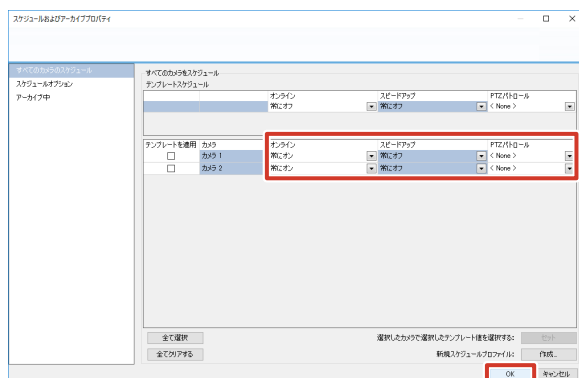 スケジュールおよびアーカイブプロパティ
すべてのカメラのスケジュール
スケジュールオプション
アーカイブ中
すべてのカメラをスケジュール
テンプレートスケジュール
オンライン スピードアップ PTZパトロール
常にオフ 常にオフ < None >
テンプレートを適用 カメラ オンライン スピードアップ PTZパトロール
カメラ 1 常にオン 常にオフ < None >
カメラ 2 常にオン 常にオフ < None >
全て選択 選択したカメラで選択したテンプレート値を選択する: セット
全てクリアする 新規スケジュールプロファイル: 作成...
OK キャンセル